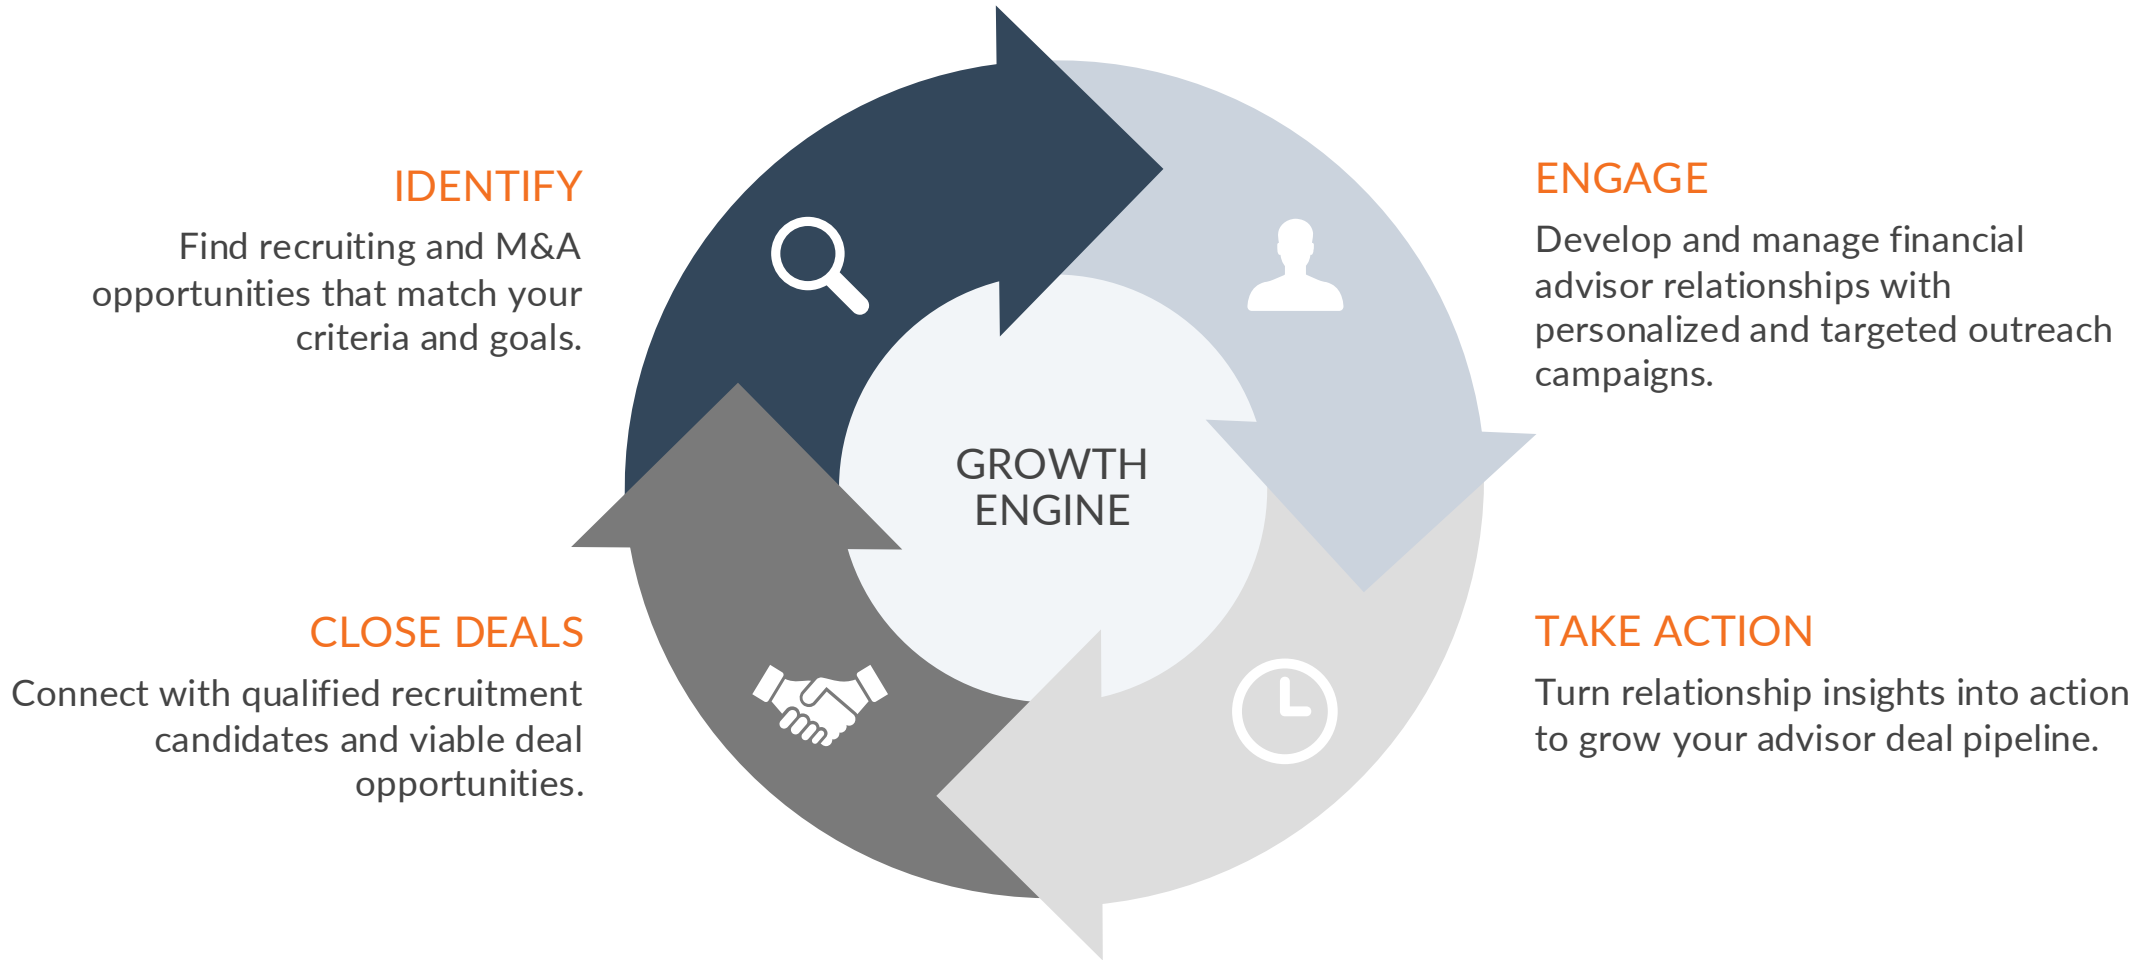 IDENTIFY
Find recruiting and M&A
opportunities that match your
criteria and goals.
ENGAGE
Develop and manage financial
advisor relationships with
personalized and targeted outreach
campaigns.
GROWTH
ENGINE
CLOSE DEALS
Connect with qualified recruitment
candidates and viable deal
opportunities.
TAKE ACTION
Turn relationship insights into action
to grow your advisor deal pipeline.